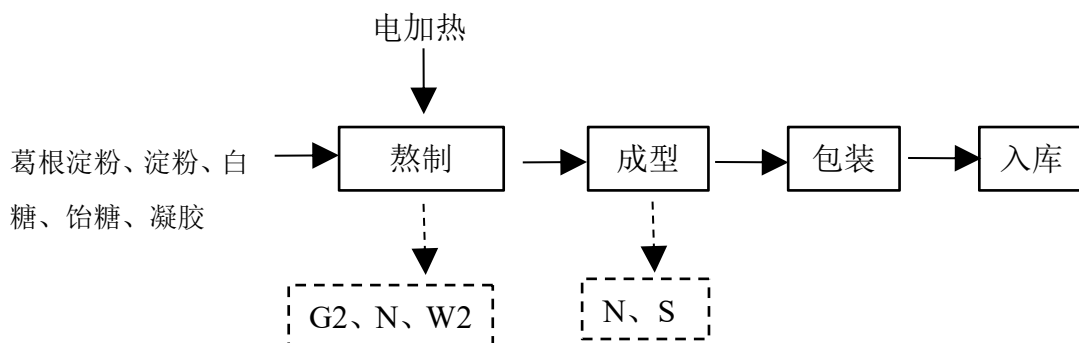 电加热
葛根淀粉、淀粉、白
糖、饴糖、凝胶
熬制
成型
包装
入库
G2、N、W2
N、S